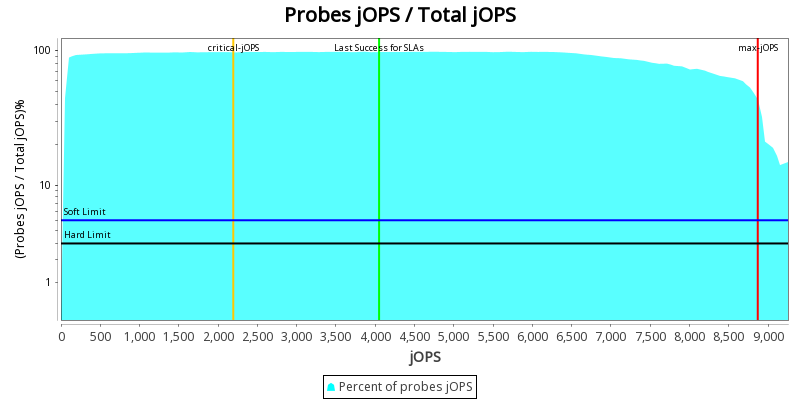 Probes jOPS / Total jOPS
(Probes jOPS / Total jOPS)%
100
10
1
critical-jOPS
Last Success for SLAs
max-jOPS
Soft Limit
Hard Limit
0 500 1,000 1,500 2,000 2,500 3,000 3,500 4,000 4,500 5,000 5,500 6,000 6,500 7,000 7,500 8,000 8,500 9,000
jOPS
Percent of probes jOPS